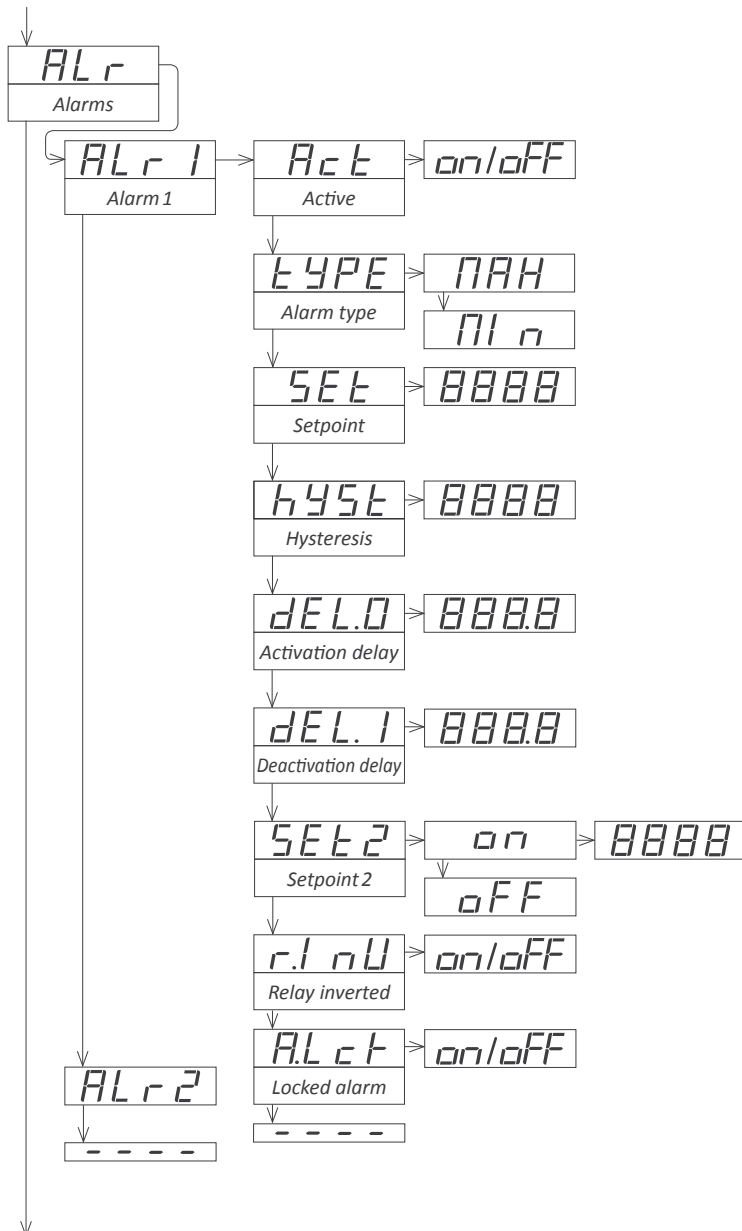 ALr
Alarms
ALr 1
Act
on/oFF
Alarm 1
Active
tYPE
MAH
Alarm type
MI n
SEt
8888
Setpoint
hYSt
8888
Hysteresis
dEL.0
888.8
Activation delay
dEL. 1
888.8
Deactivation delay
SEt2
on
8888
Setpoint 2
oFF
r.I nV
on/oFF
Relay inverted
A.Lck
on/oFF
ALr2
Locked alarm
----
----